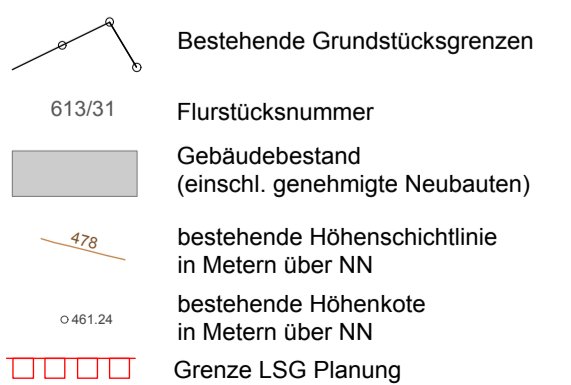 Bestehende Grundstücksgrenzen
613/31 Flurstücksnummer
Gebäudebestand
(einschl. genehmigte Neubauten)
478 bestehende Höhenschichtlinie
in Metern über NN
bestehende Höhenkote
461.24 in Metern über NN
Grenze LSG Planung